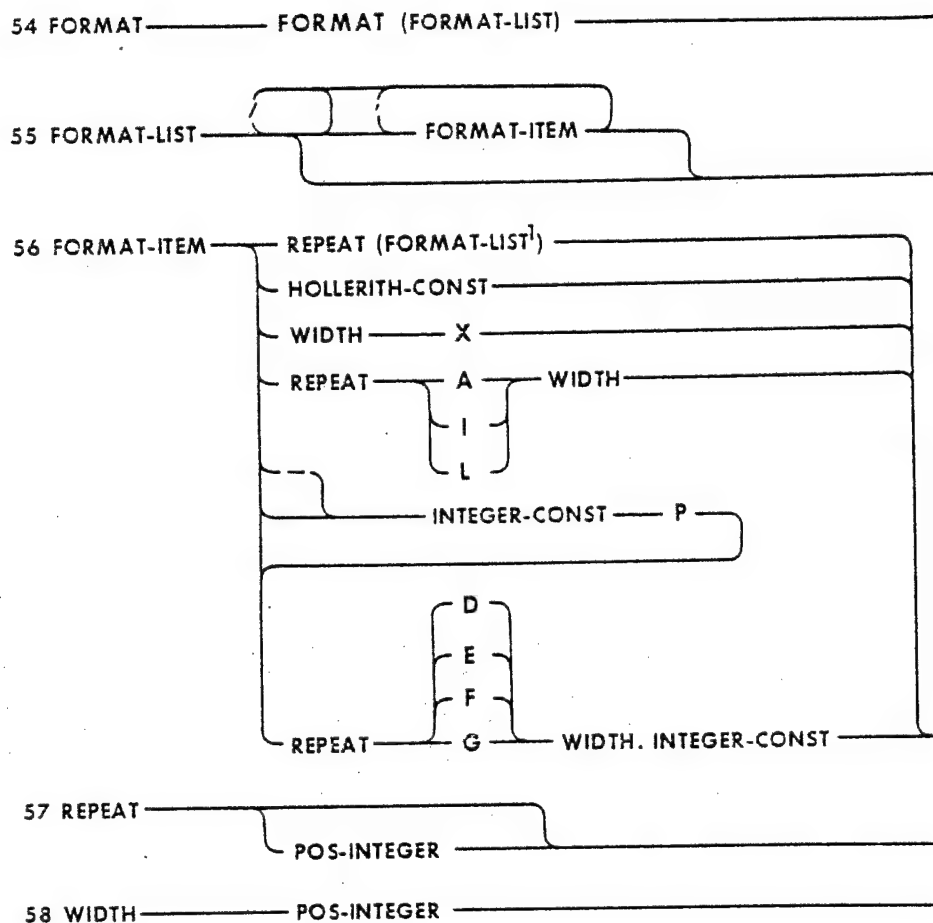 54 FORMAT FORMAT (FORMAT-LIST)
/ ,
55 FORMAT-LIST FORMAT-ITEM
56 FORMAT-ITEM REPEAT (FORMAT-LIST¹)
HOLLERITH-CONST
WIDTH X
REPEAT A WIDTH
I
L
-
INTEGER-CONST P
D
E
F
REPEAT G WIDTH. INTEGER-CONST
57 REPEAT
POS-INTEGER
58 WIDTH POS-INTEGER